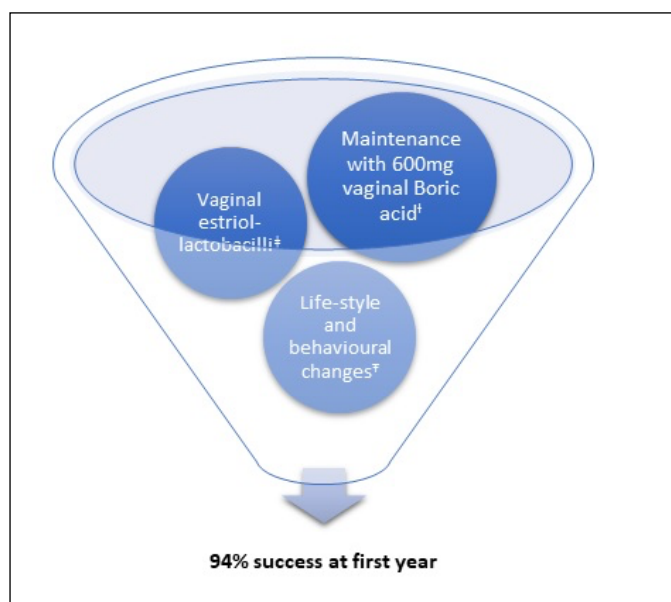 Maintenance
with 600mg
vaginal Boric
acid†
Vaginal
estriol-
lactobacilli‡
Life-style
and
behavioural
changes₸
94% success at first year